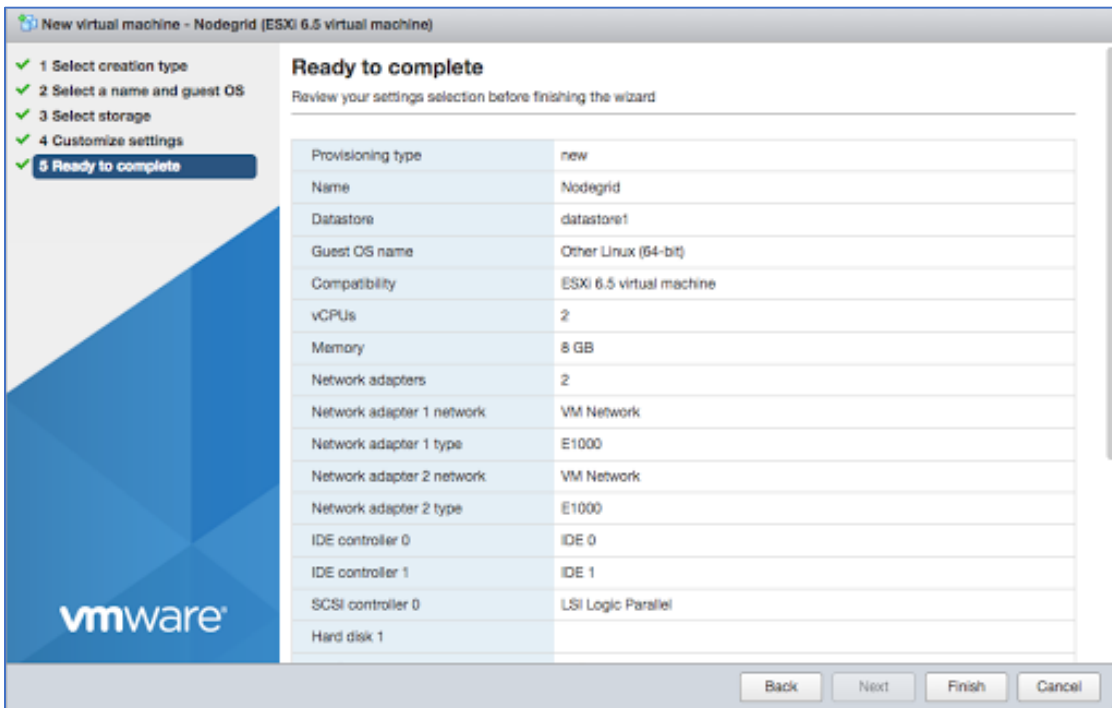 New virtual machine - Nodegrid (ESXi 6.5 virtual machine)
1 Select creation type
2 Select a name and guest OS
3 Select storage
4 Customize settings
5 Ready to complete
vmware
Ready to complete
Review your settings selection before finishing the wizard
Provisioning type new
Name Nodegrid
Datastore datastore1
Guest OS name Other Linux (64-bit)
Compatibility ESXi 6.5 virtual machine
vCPUs 2
Memory 8 GB
Network adapters 2
Network adapter 1 network VM Network
Network adapter 1 type E1000
Network adapter 2 network VM Network
Network adapter 2 type E1000
IDE controller 0 IDE 0
IDE controller 1 IDE 1
SCSI controller 0 LSI Logic Parallel
Hard disk 1
Back Next Finish Cancel